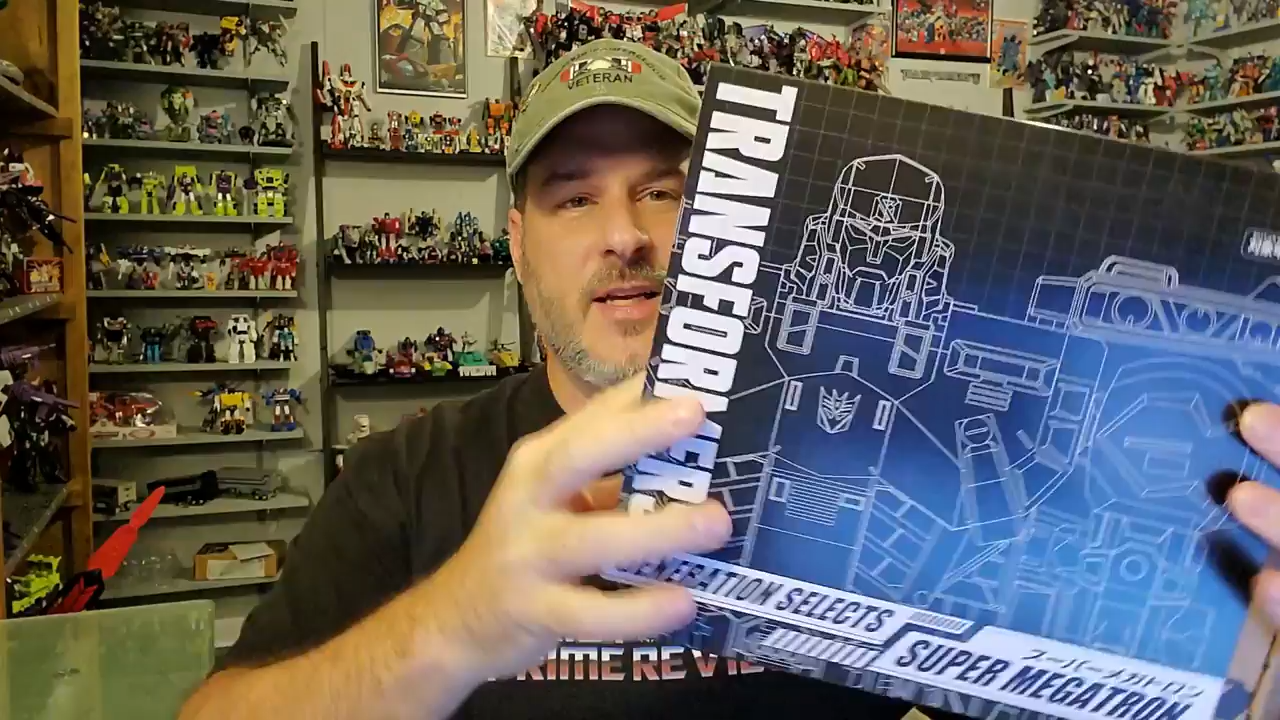 VETERAN
TRANSFORMERS
GENERATION SELECTS
スーパーメガトロン
SUPER MEGATRON
PRIME REVIE